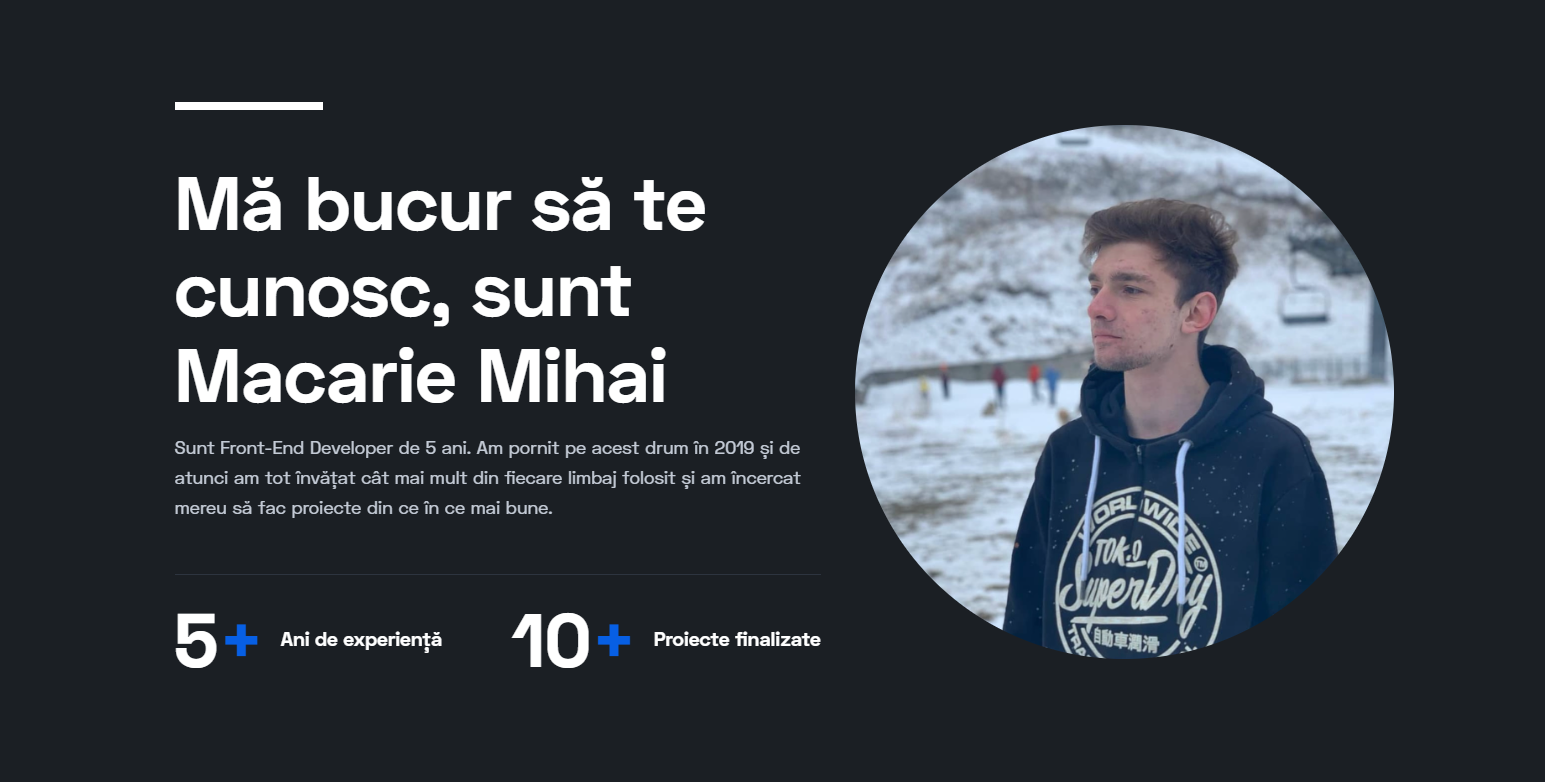 Mă bucur să te
cunosc, sunt
Macarie Mihai
Sunt Front-End Developer de 5 ani. Am pornit pe acest drum în 2019 și de
atunci am tot învățat cât mai mult din fiecare limbaj folosit și am încercat
mereu să fac proiecte din ce în ce mai bune.
5+ Ani de experiență
10+ Proiecte finalizate
WORLDWIDE
SuperDry
TM
自動車潤滑